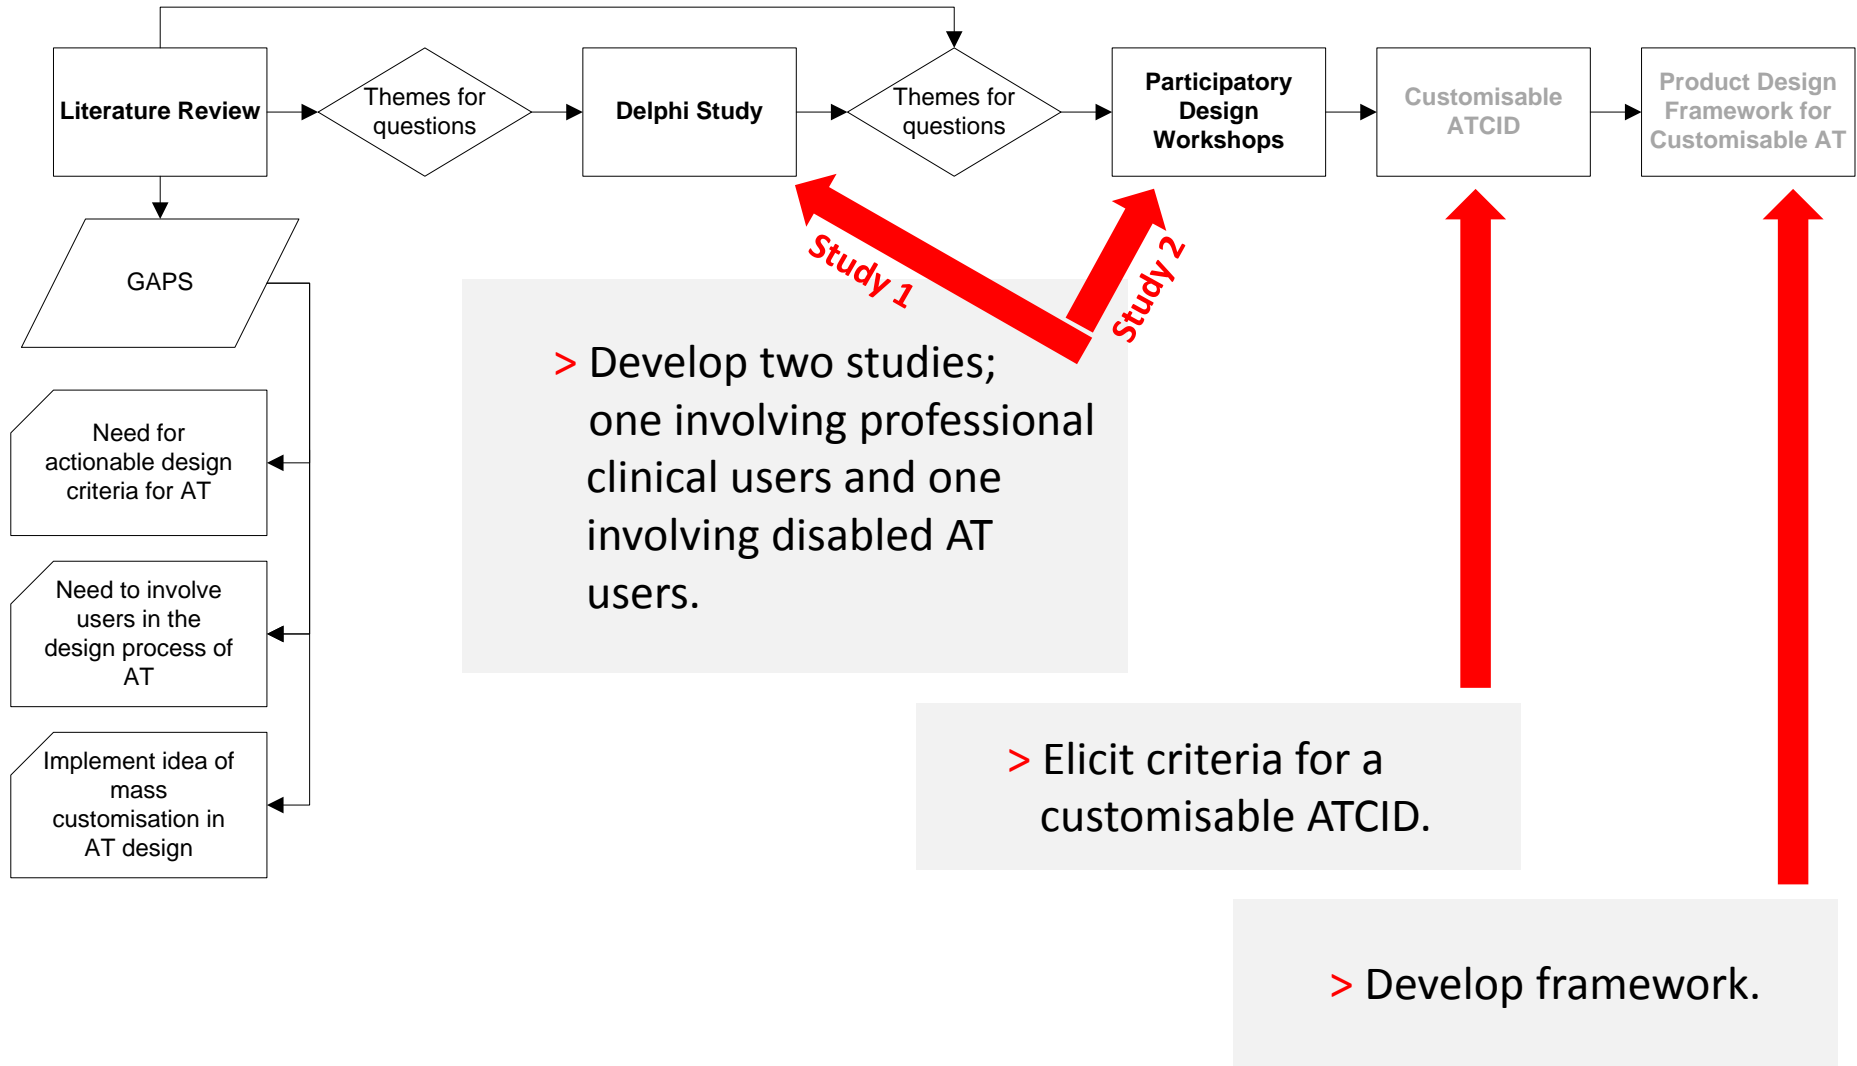 Literature Review
Themes for
questions
Delphi Study
Themes for
questions
Participatory
Design
Workshops
Customisable
ATCID
Product Design
Framework for
Customisable AT
GAPS
Need for
actionable design
criteria for AT
Need to involve
users in the
design process of
AT
Implement idea of
mass
customisation in
AT design
Study 1
Study 2
> Develop two studies;
one involving professional
clinical users and one
involving disabled AT
users.
> Elicit criteria for a
customisable ATCID.
> Develop framework.